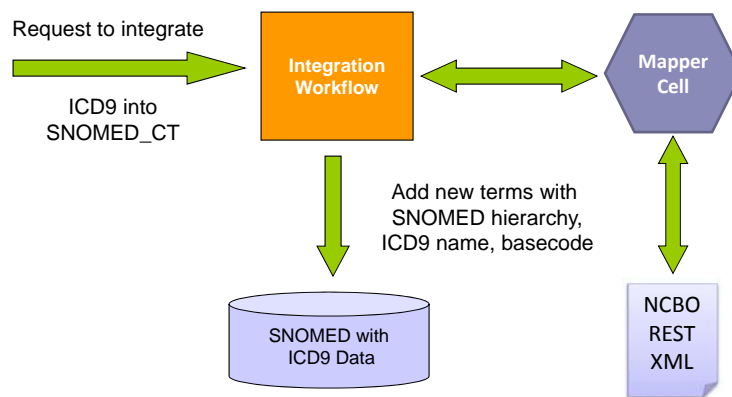 Request to integrate
ICD9 into
SNOMED_CT
Integration
Workflow
Mapper
Cell
Add new terms with
SNOMED hierarchy,
ICD9 name, basecode
SNOMED with
ICD9 Data
NCBO
REST
XML